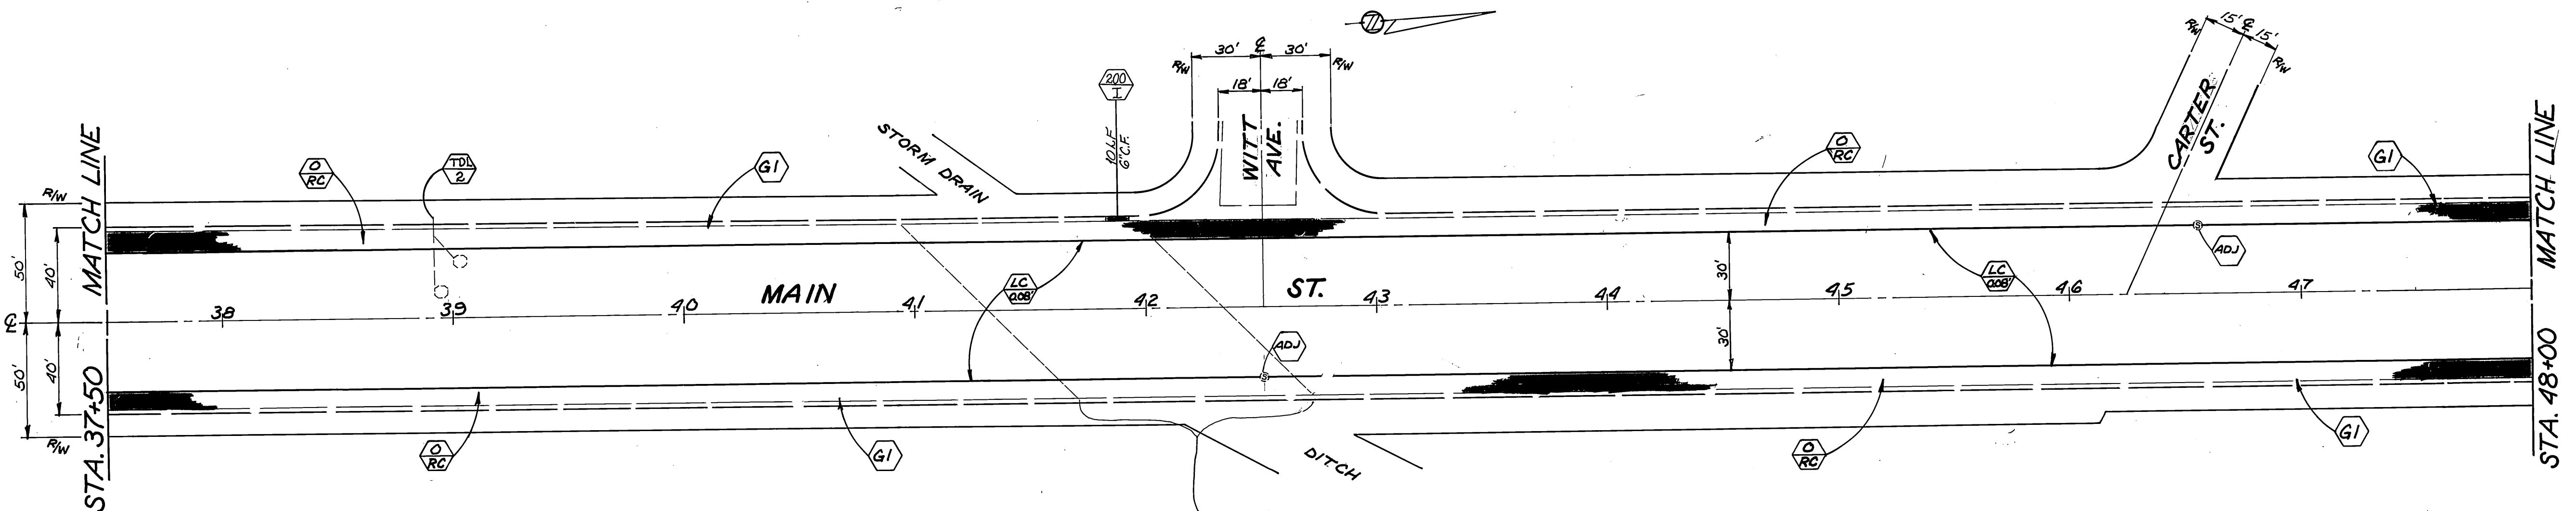 15' ℄
15'
R/W
R/W
30' ℄ 30'
R/W
R/W
18' 18'
200
I
10 L.F.
6" C.F.
WITT
AVE.
CARTER
ST.
STORM DRAIN
MATCH LINE
STA. 37+50
R/W
50'
40'
℄
40'
50'
R/W
O
RC
TDL
2
G1
O
RC
G1
ADJ
LC
0.08'
LC
0.08'
30'
30'
MAIN ST.
38 39 40 41 42 43 44 45 46 47
ADJ
O
RC
G1
DITCH
O
RC
G1
MATCH LINE
STA. 48+00
S
S